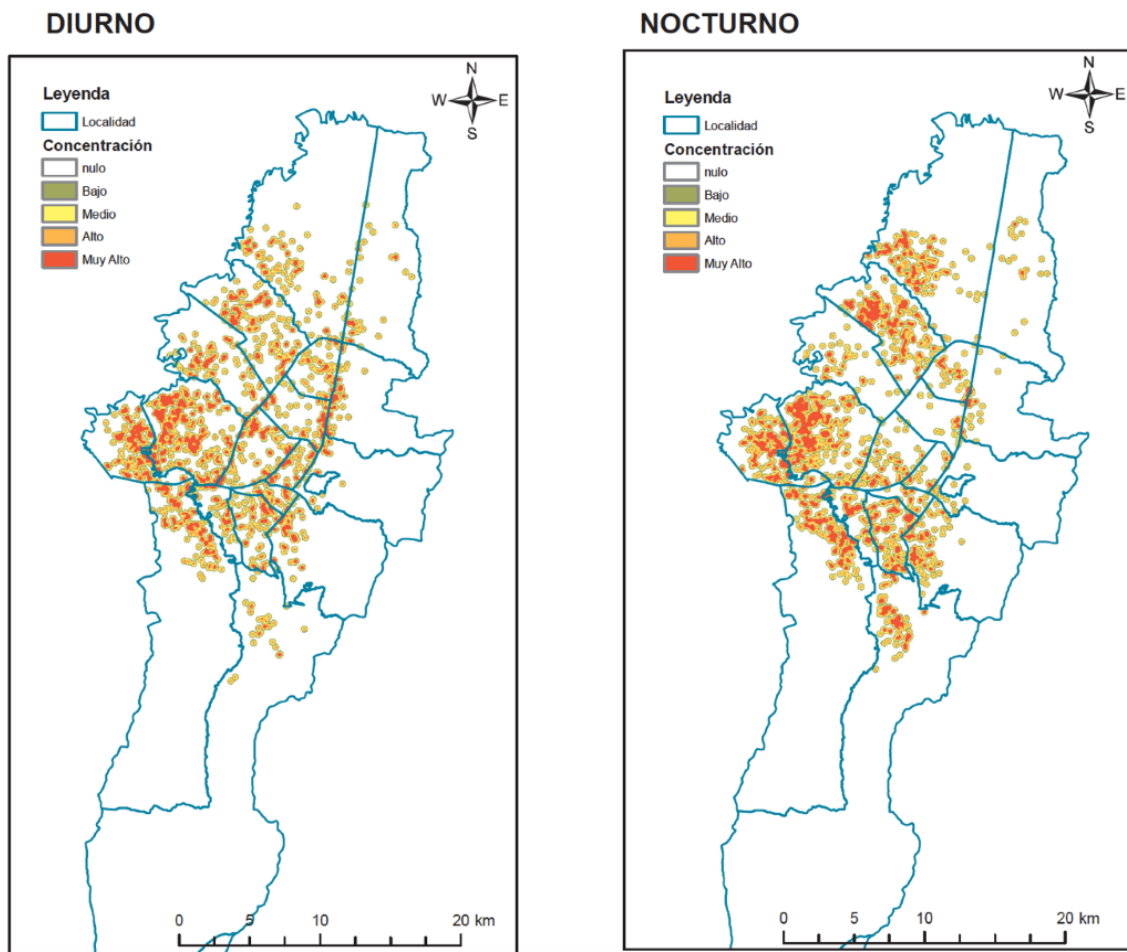 DIURNO
N
W E
S
Leyenda
Localidad
Concentración
nulo
Bajo
Medio
Alto
Muy Alto
0 5 10 20 km
NOCTURNO
N
W E
S
Leyenda
Localidad
Concentración
nulo
Bajo
Medio
Alto
Muy Alto
0 5 10 20 km